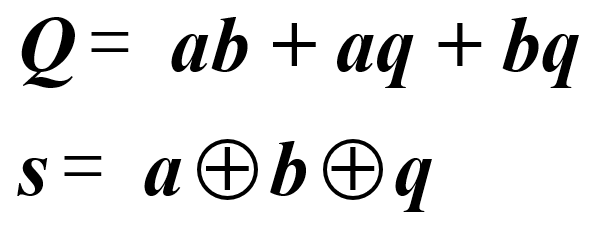 Q = ab + aq + bq
s = a ⊕ b ⊕ q